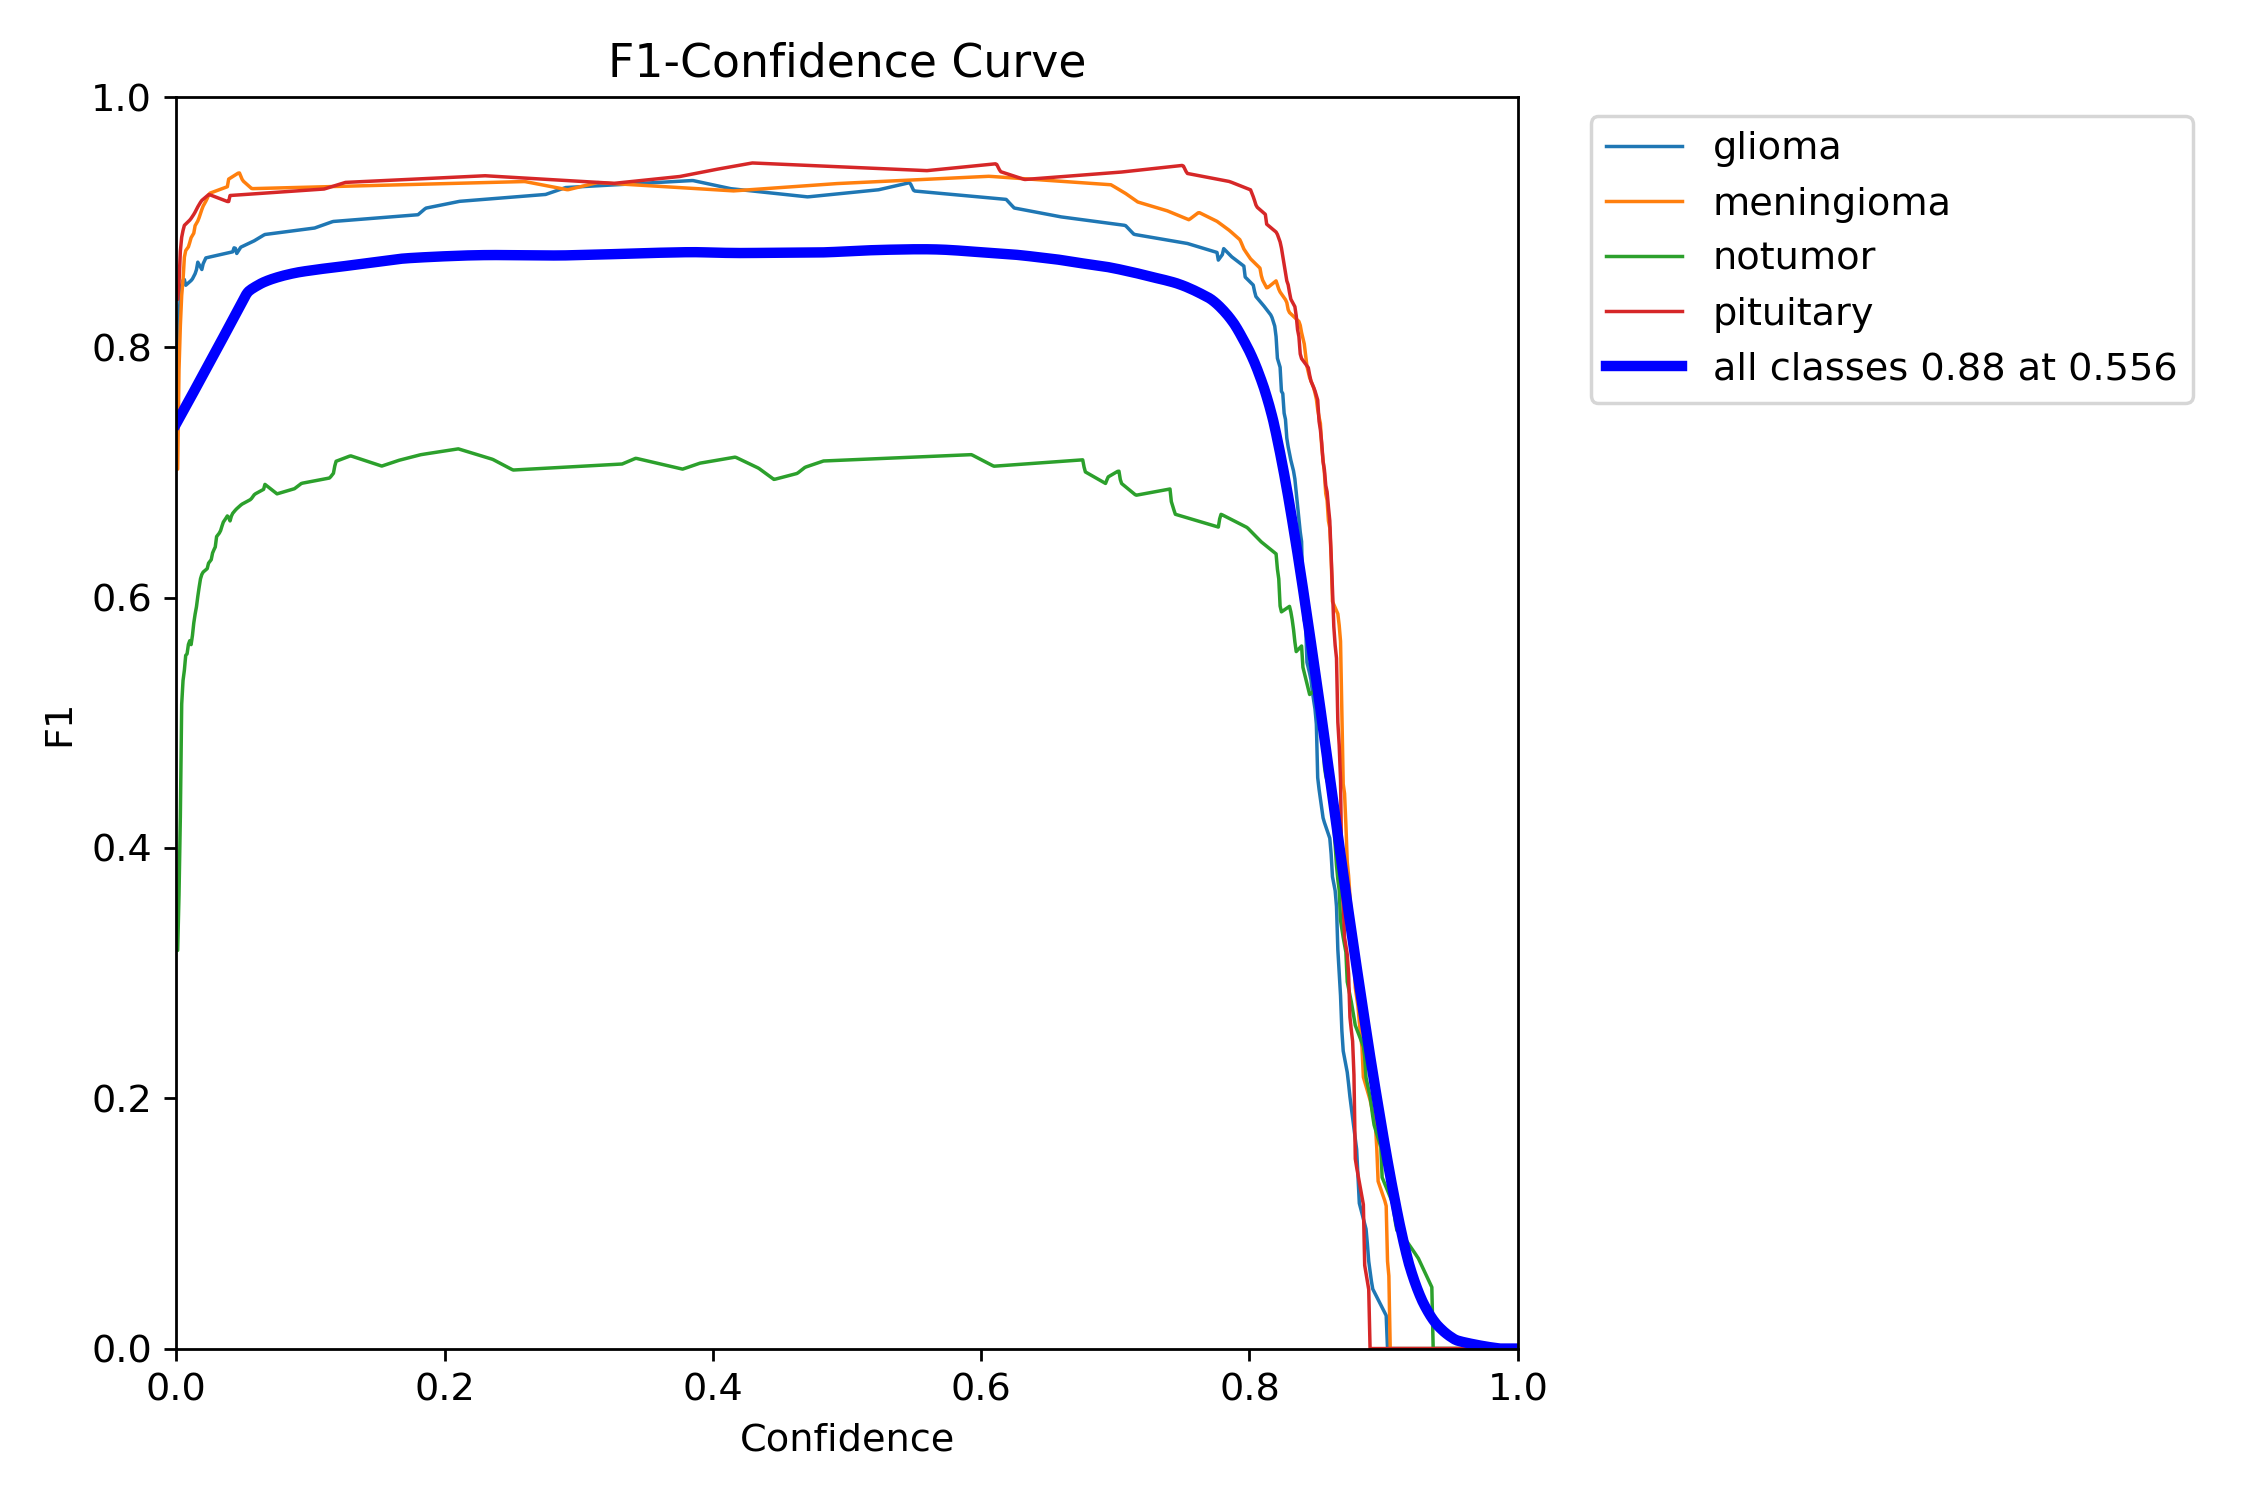 F1-Confidence Curve
1.0
0.8
0.6
0.4
0.2
0.0
F1
0.0 0.2 0.4 0.6 0.8 1.0
Confidence
glioma
meningioma
notumor
pituitary
all classes 0.88 at 0.556